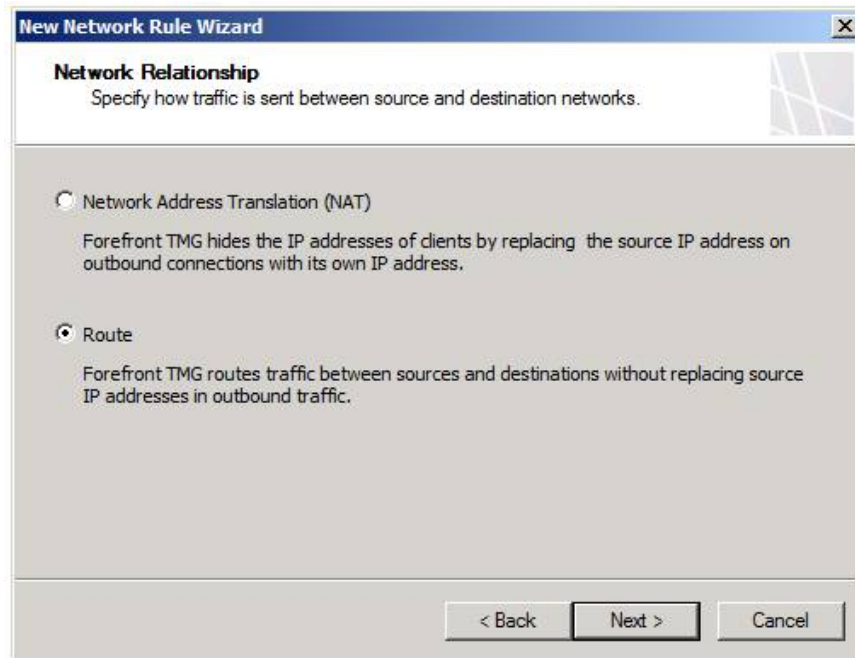 New Network Rule Wizard
Network Relationship
Specify how traffic is sent between source and destination networks.
Network Address Translation (NAT)
Forefront TMG hides the IP addresses of clients by replacing the source IP address on
outbound connections with its own IP address.
Route
Forefront TMG routes traffic between sources and destinations without replacing source
IP addresses in outbound traffic.
< Back Next > Cancel